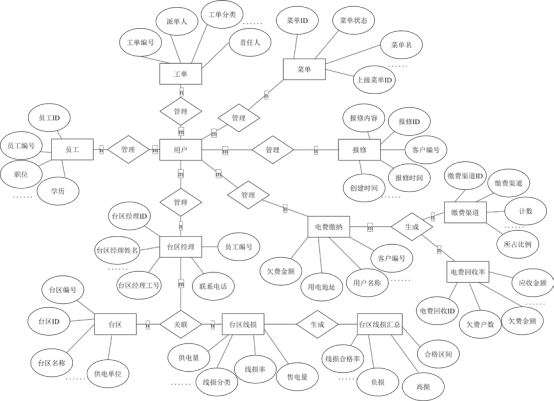 派单人
工单分类
......
工单编号
责任人
工单
菜单ID
菜单状态
菜单名
......
上级菜单ID
菜单
管理
管理
员工ID
员工编号
职位
......
学历
员工
管理
用户
管理
报修
报修内容
报修ID
客户编号
报修时间
创建时间
......
管理
管理
台区经理ID
台区经理姓名
......
台区经理工号
台区经理
员工编号
联系电话
电费缴纳
欠费金额
用电地址
用户名称
客户编号
......
生成
缴费渠道ID
缴费渠道
计数
所占比例
......
缴费渠道
电费回收率
应收金额
......
电费回收ID
欠费户数
欠费金额
台区编号
台区ID
台区名称
......
供电单位
台区
关联
台区线损
供电量
......
线损分类
线损率
售电量
生成
台区线损汇总
线损合格率
......
负损
高损
合格区间